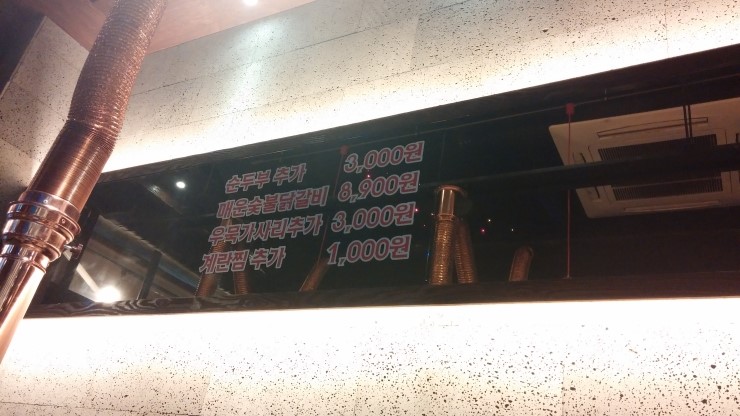 순두부 추가 3,000원
매운숯불닭갈비 8,900원
우묵가사리추가 3,000원
계란찜 추가 1,000원